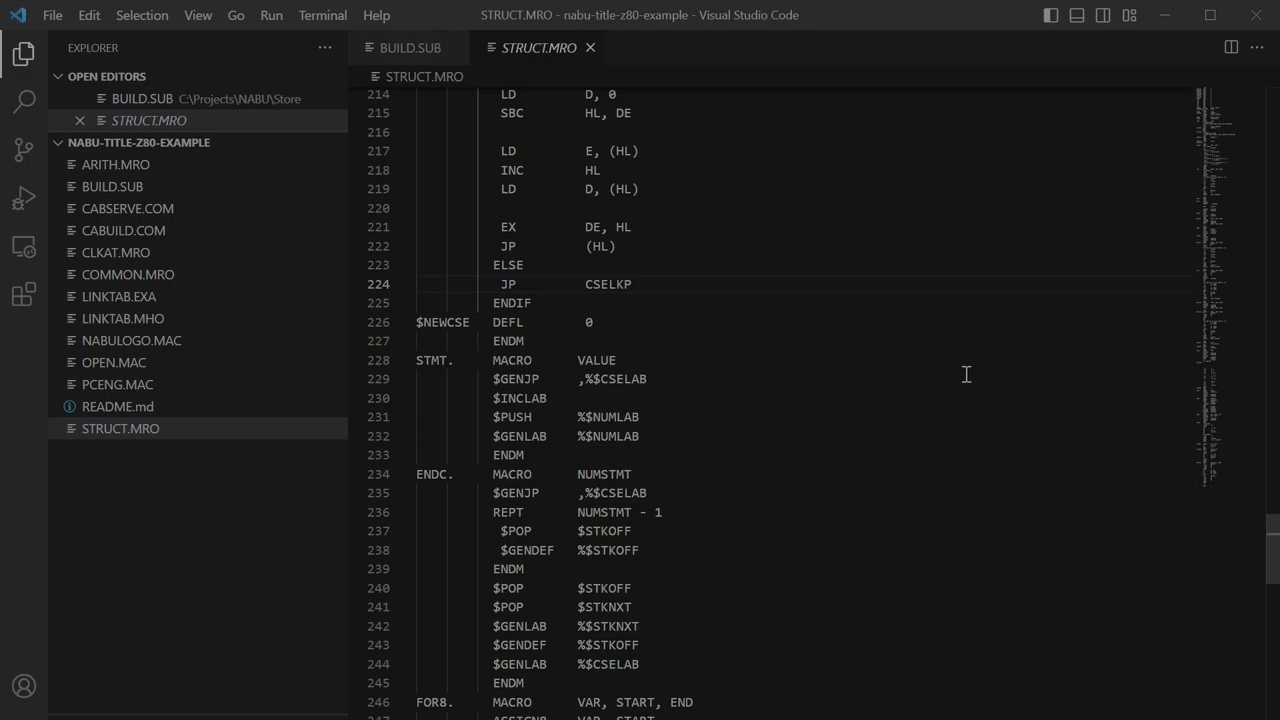 File Edit Selection View Go Run Terminal Help STRUCT.MRO - nabu-title-z80-example - Visual Studio Code
EXPLORER
OPEN EDITORS
BUILD.SUB C:\Projects\NABU\Store
STRUCT.MRO
NABU-TITLE-Z80-EXAMPLE
ARITH.MRO
BUILD.SUB
CABSERVE.COM
CABUILD.COM
CLKAT.MRO
COMMON.MRO
LINKTAB.EXA
LINKTAB.MHO
NABULOGO.MAC
OPEN.MAC
PCENG.MAC
README.md
STRUCT.MRO
BUILD.SUB STRUCT.MRO
STRUCT.MRO
214 LD D, 0
215 SBC HL, DE
216
217 LD E, (HL)
218 INC HL
219 LD D, (HL)
220
221 EX DE, HL
222 JP (HL)
223 ELSE
224 JP CSELKP
225 ENDIF
226 $NEWCSE DEFL 0
227 ENDM
228 STMT. MACRO VALUE
229 $GENJP ,%$CSELAB
230 $INCLAB
231 $PUSH %$NUMLAB
232 $GENLAB %$NUMLAB
233 ENDM
234 ENDC. MACRO NUMSTMT
235 $GENJP ,%$CSELAB
236 REPT NUMSTMT - 1
237 $POP $STKOFF
238 $GENDEF %$STKOFF
239 ENDM
240 $POP $STKOFF
241 $POP $STKNXT
242 $GENLAB %$STKNXT
243 $GENDEF %$STKOFF
244 $GENLAB %$CSELAB
245 ENDM
246 FOR8. MACRO VAR, START, END
247 ASSIGN8 VAR, START